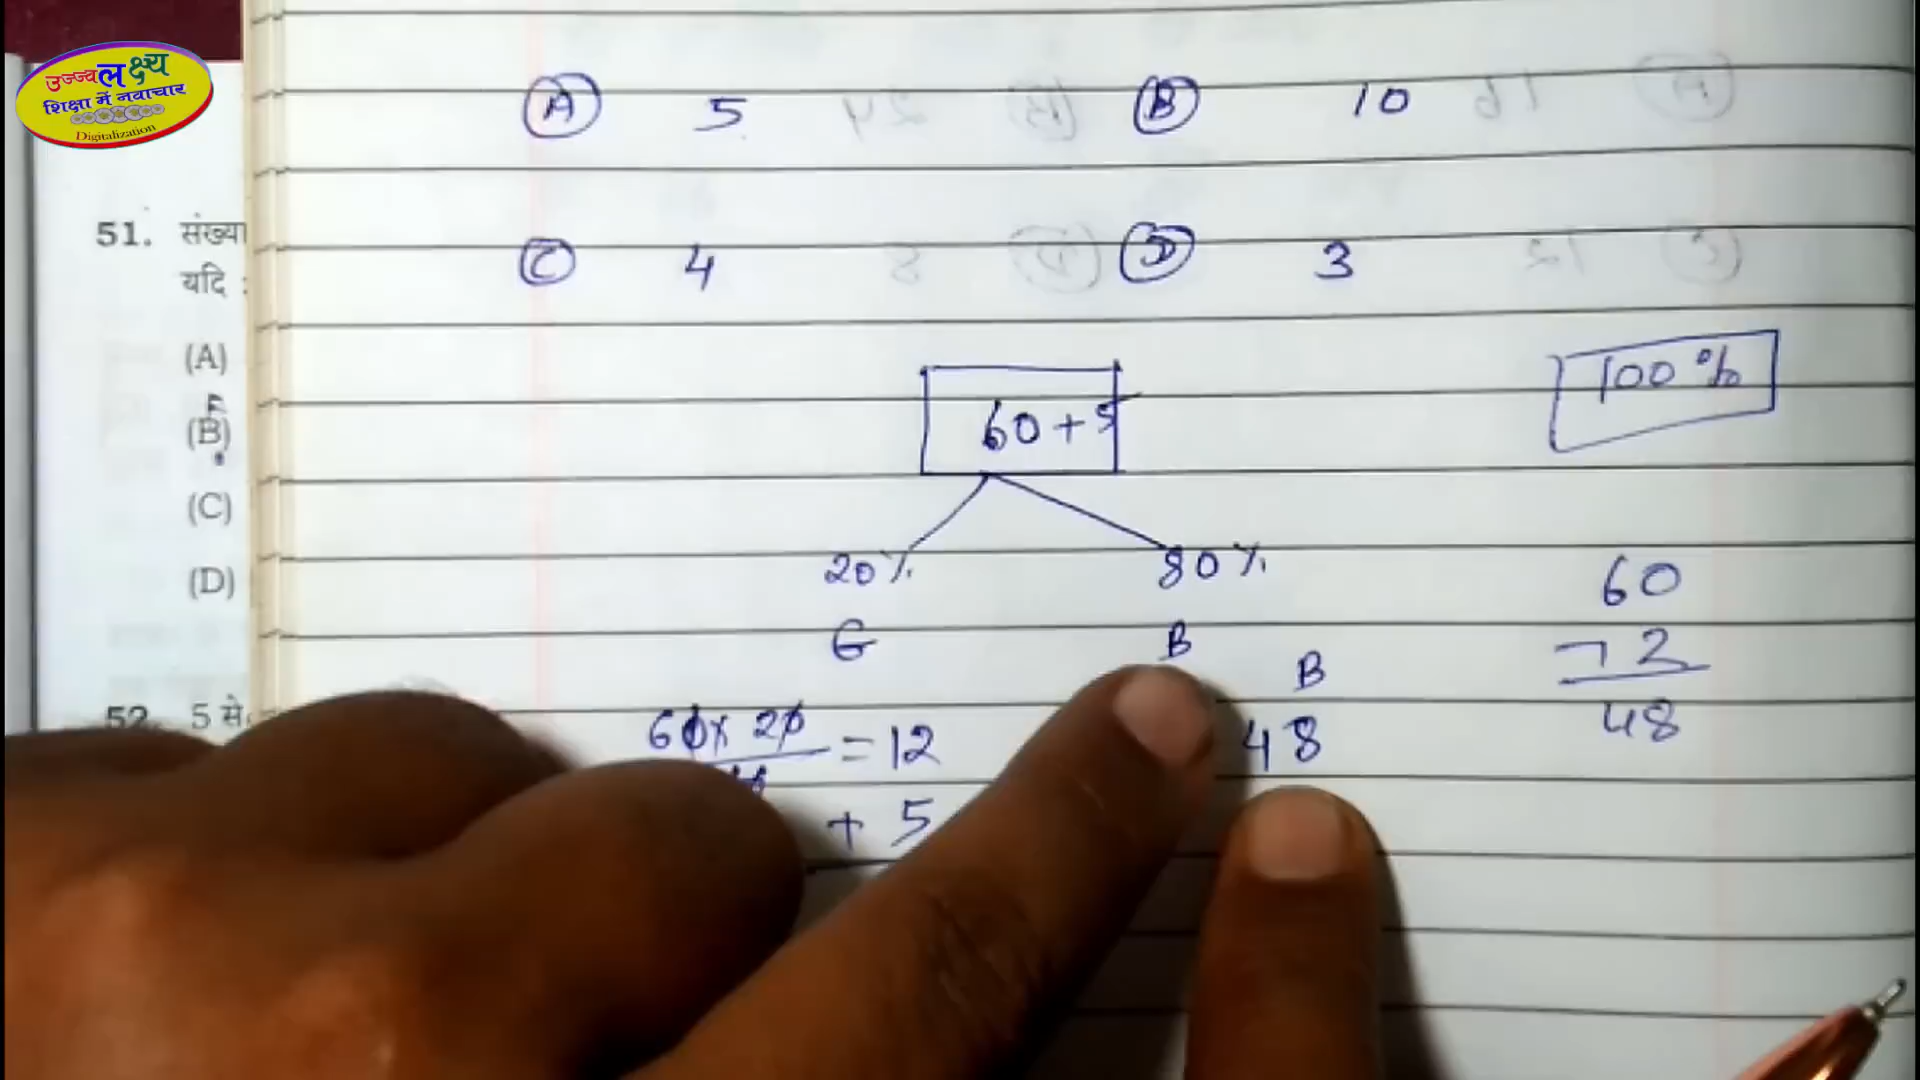 उज्ज्वल लक्ष्य
शिक्षा में नवाचार
Digitalization
A 5 B 10
51. संख्या
यदि :
C 4 D 3
(A)
100 %
(B)
60 + 5
(C)
20 % 80 %
(D)
60
G B
- 12
B
48
52. 5 से
60 x 20 = 12
48
+ 5